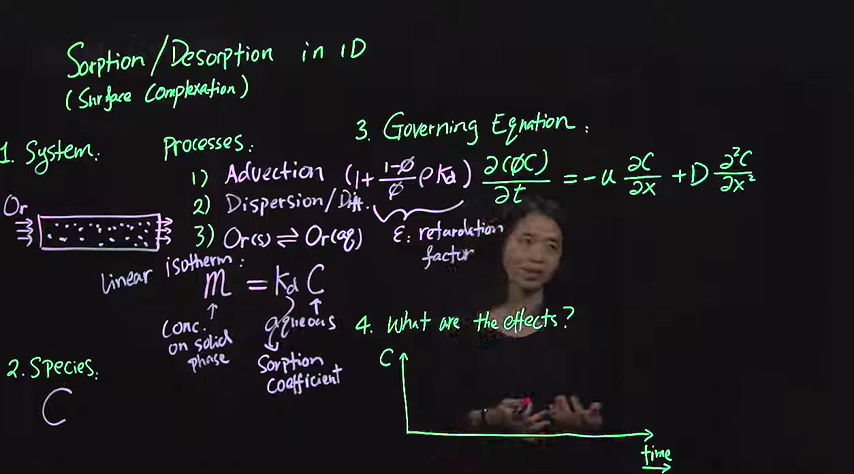 Sorption/Desorption in 1D
(Surface Complexation)
1. System.
Or
Processes:
1) Advection
2) Dispersion/Diff.
3) Or(s) ⇌ Or(aq)
linear isotherm:
m = Kd C
conc. on solid phase
aqueous
Sorption coefficient
2. Species.
C
3. Governing Equation:
(1+ (1-ø)/ø ρKd) ∂(øC)/∂t = -u ∂C/∂x + D ∂²C/∂x²
ε: retardation factor
4. What are the effects?
C
time